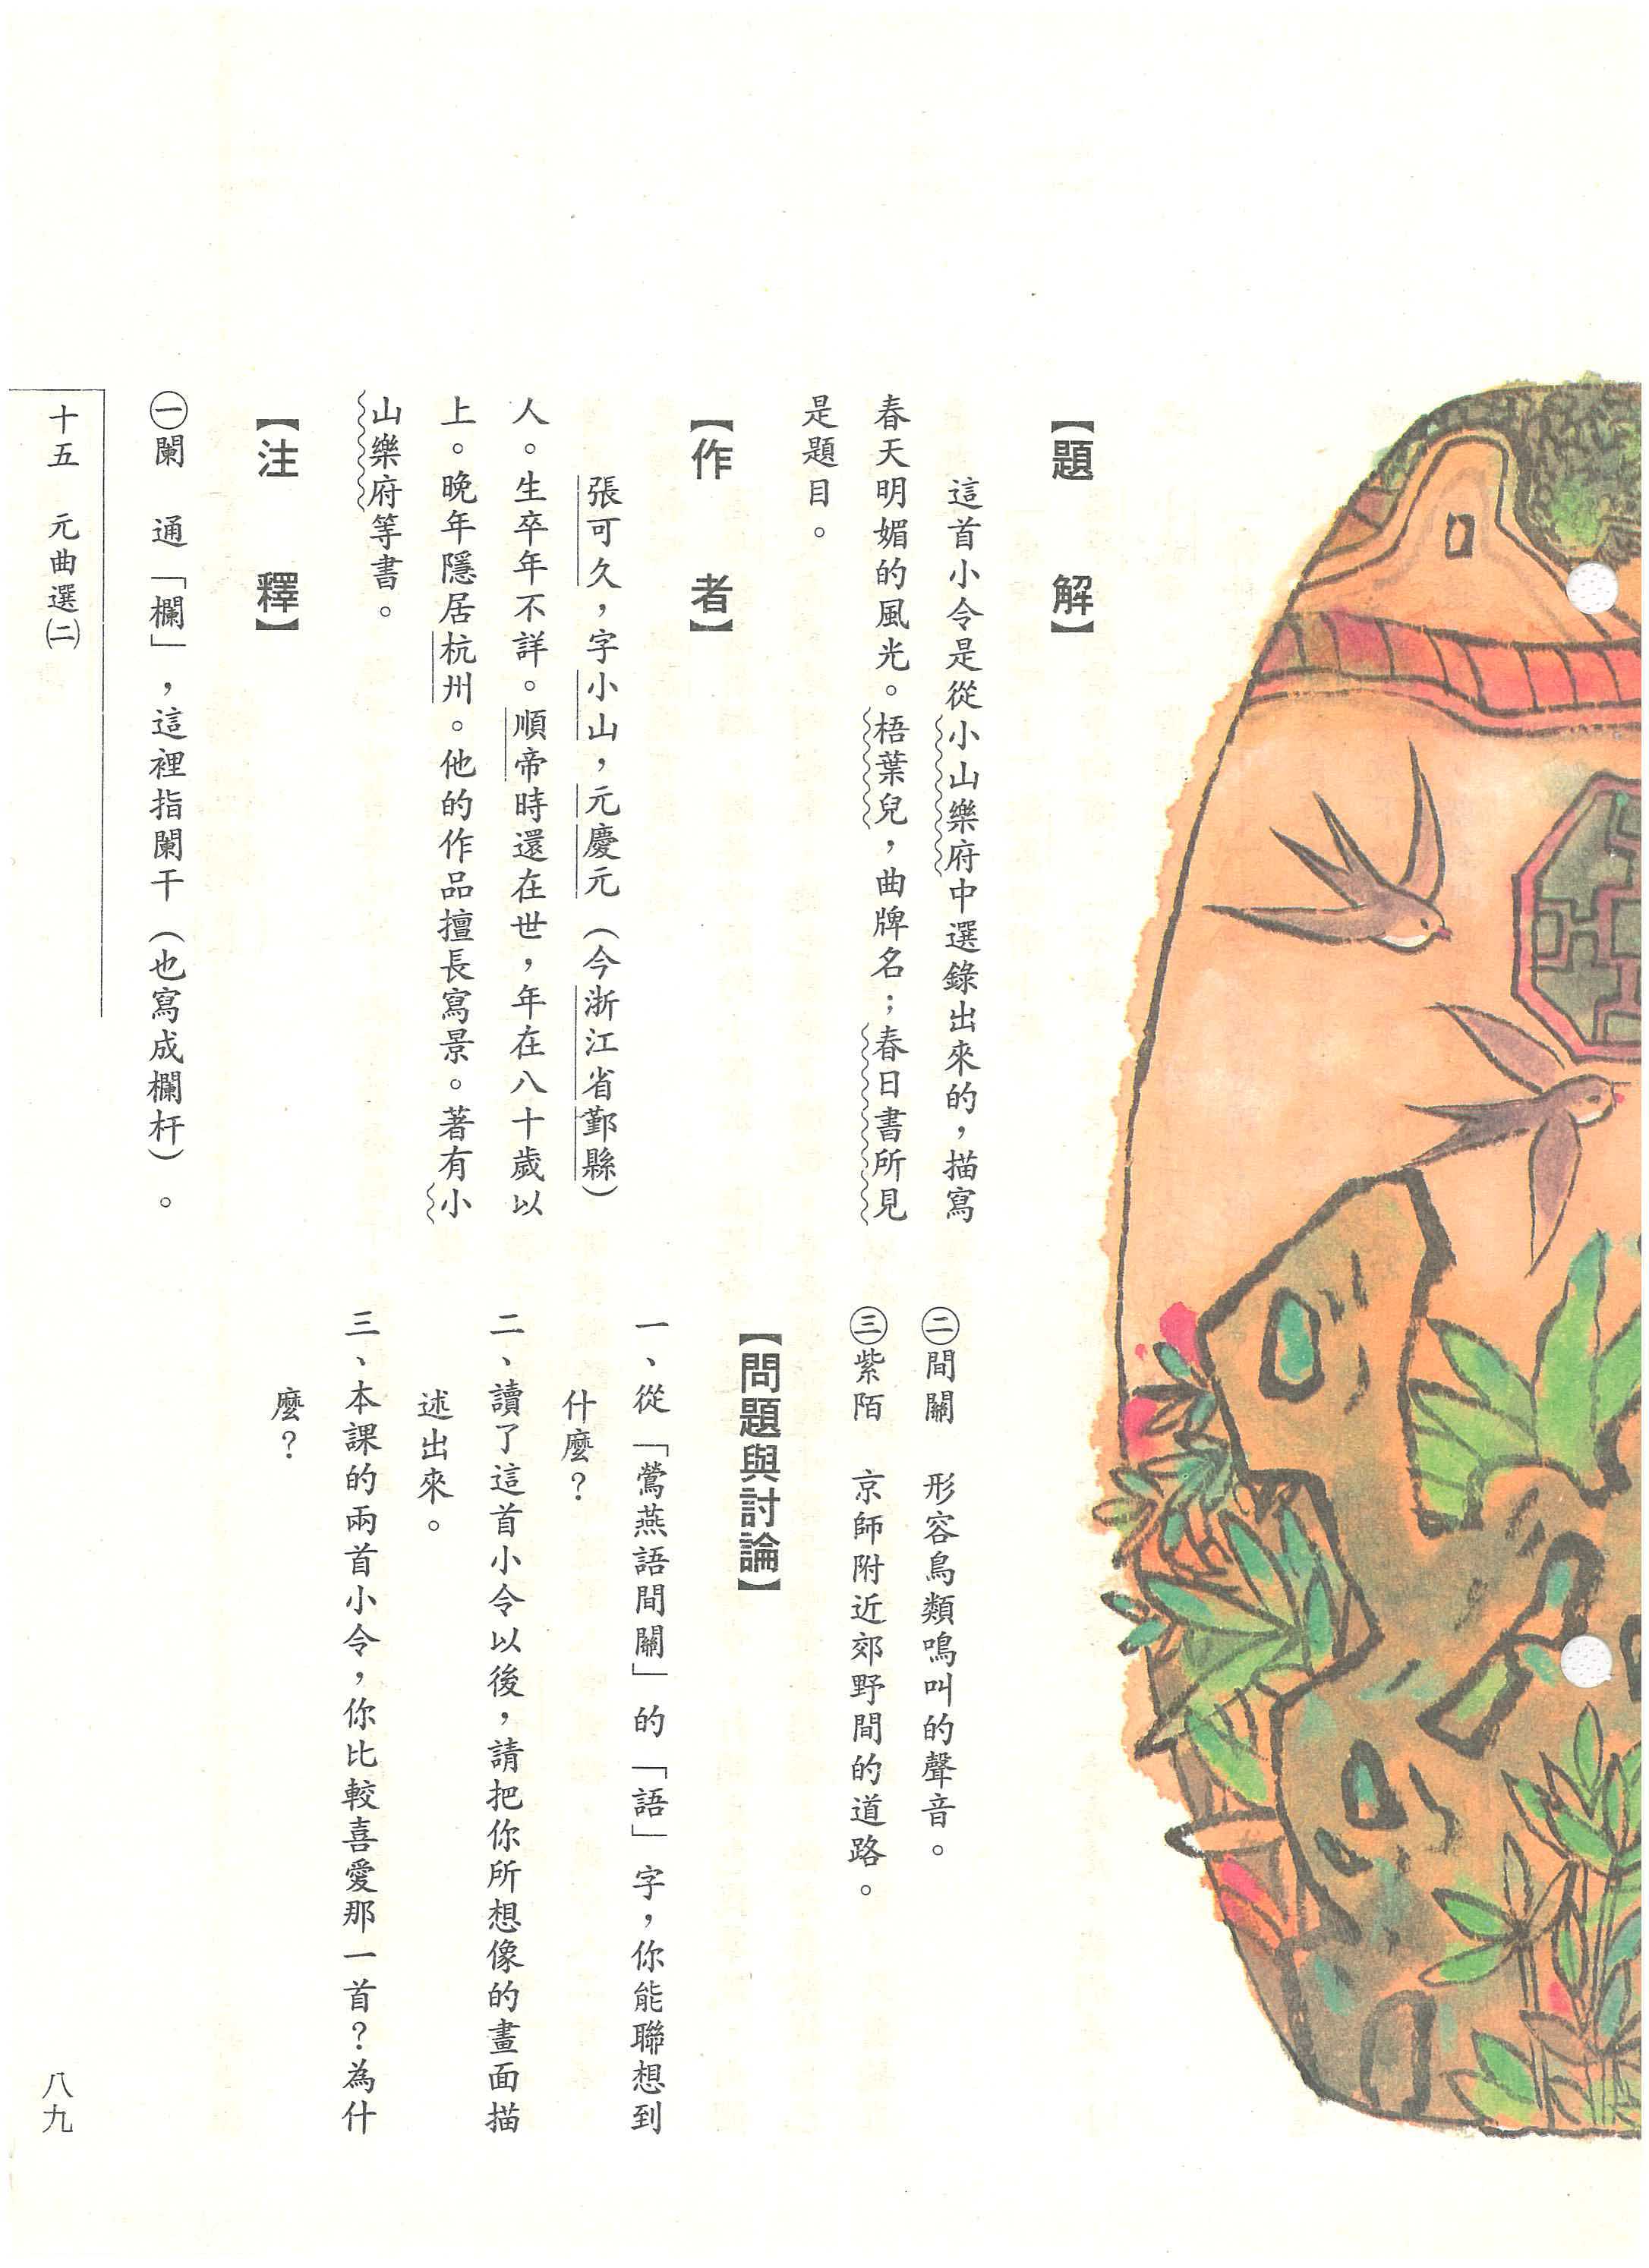 【題解】
這首小令是從小山樂府中選錄出來的，描寫
春天明媚的風光。梧葉兒，曲牌名；春日書所見
是題目。
【作者】
張可久，字小山，元慶元（今浙江省鄞縣）
人。生卒年不詳。順帝時還在世，年在八十歲以
上。晚年隱居杭州。他的作品擅長寫景。著有小
山樂府等書。
【注釋】
㊀闌　通「欄」，這裡指闌干（也寫成欄杆）。
㊁間關　形容鳥類鳴叫的聲音。
㊂紫陌　京師附近郊野間的道路。
【問題與討論】
一、從「鶯燕語間關」的「語」字，你能聯想到
什麼？
二、讀了這首小令以後，請把你所想像的畫面描
述出來。
三、本課的兩首小令，你比較喜愛那一首？為什
麼？
十五　元曲選㈡
八九